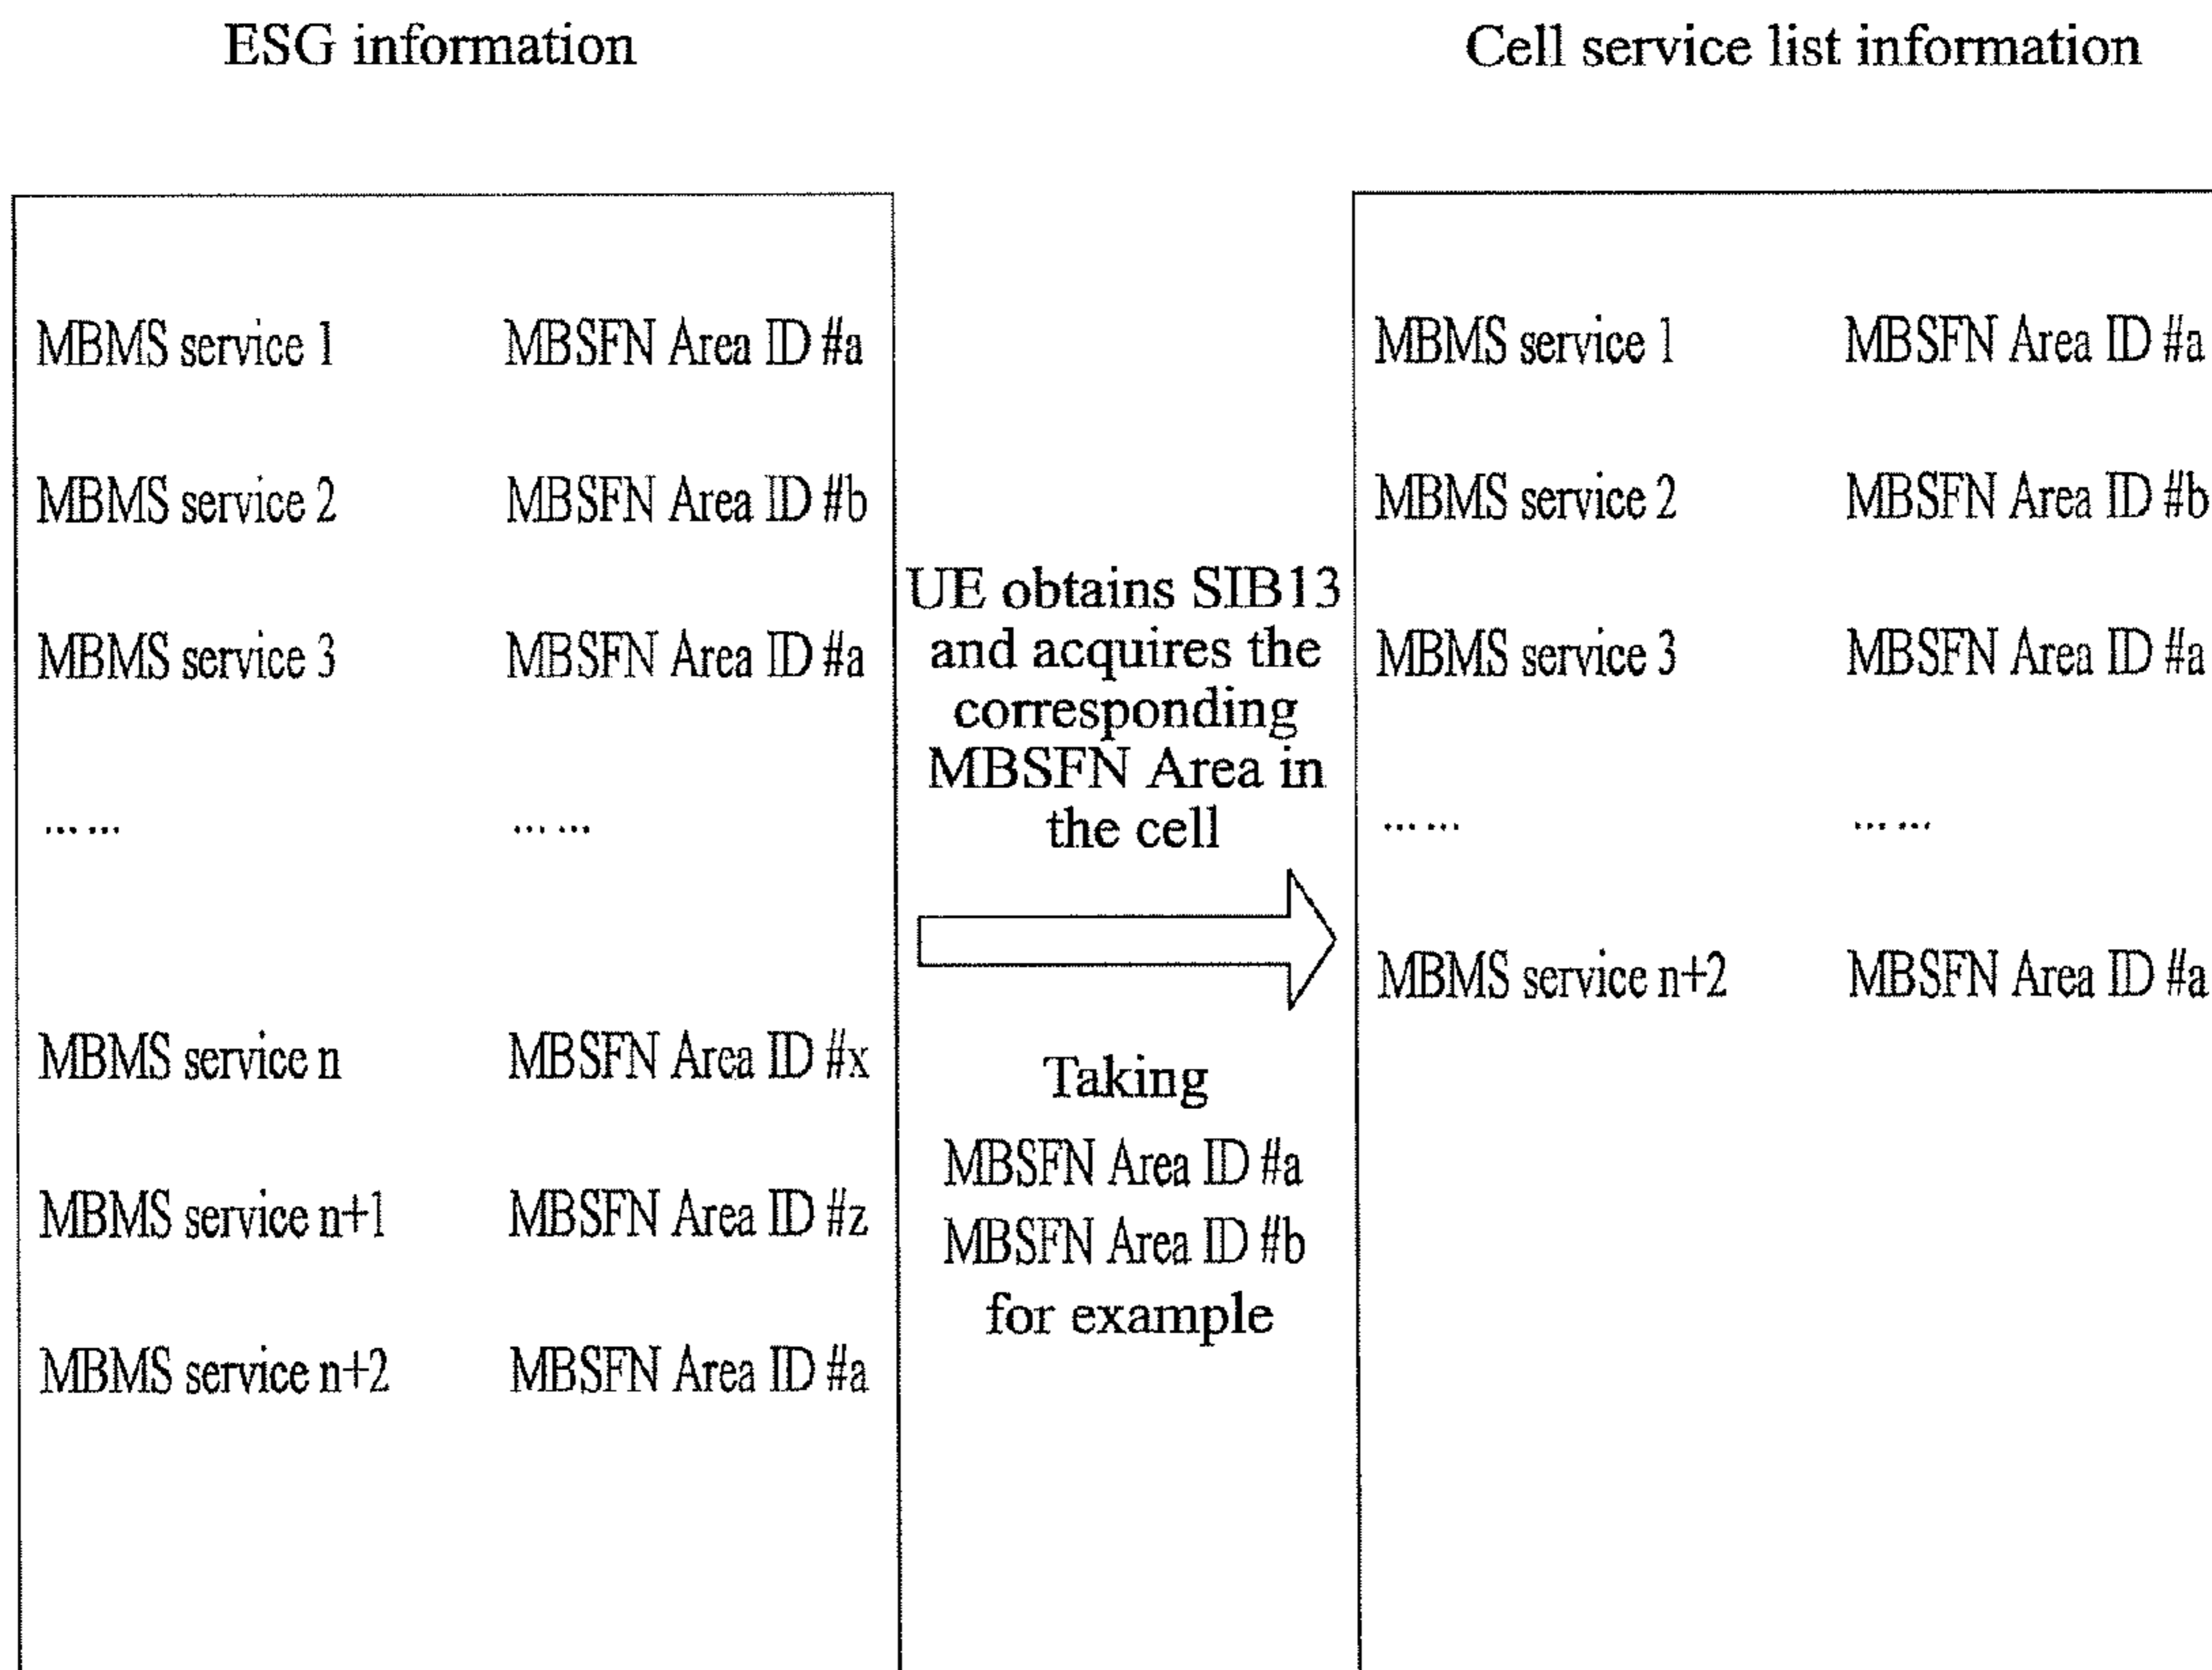 ESG information
Cell service list information
MBMS service 1 MBSFN Area ID #a
MBMS service 2 MBSFN Area ID #b
MBMS service 3 MBSFN Area ID #a
... ... ... ...
MBMS service n MBSFN Area ID #x
MBMS service n+1 MBSFN Area ID #z
MBMS service n+2 MBSFN Area ID #a
UE obtains SIB13
and acquires the
corresponding
MBSFN Area in
the cell
Taking
MBSFN Area ID #a
MBSFN Area ID #b
for example
MBMS service 1 MBSFN Area ID #a
MBMS service 2 MBSFN Area ID #b
MBMS service 3 MBSFN Area ID #a
... ... ... ...
MBMS service n+2 MBSFN Area ID #a